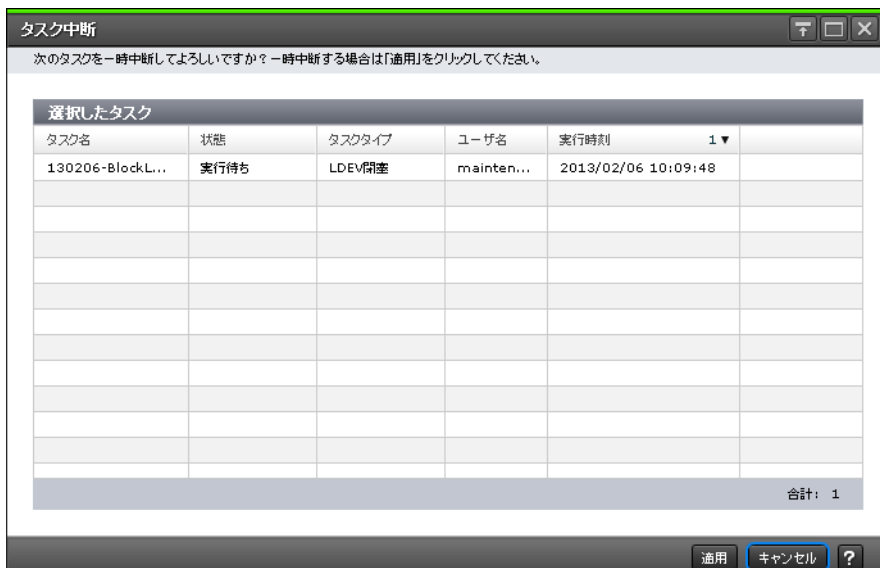 タスク中断
次のタスクを一時中断してよろしいですか？一時中断する場合は「適用」をクリックしてください。
選択したタスク
タスク名 状態 タスクタイプ ユーザ名 実行時刻 1▼
130206-BlockL... 実行待ち LDEV閉塞 mainten... 2013/02/06 10:09:48
合計: 1
適用 キャンセル ?